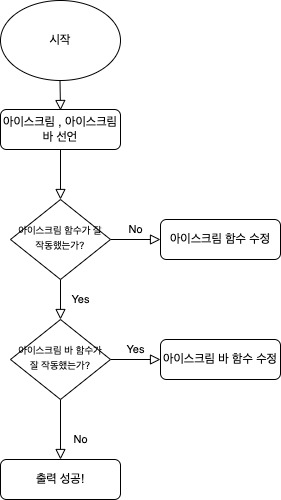 시작
아이스크림 , 아이스크림
바 선언
아이스크림 함수가 잘
작동했는가?
No
아이스크림 함수 수정
Yes
아이스크림 바 함수가
잘 작동했는가?
Yes
아이스크림 바 함수 수정
No
출력 성공!